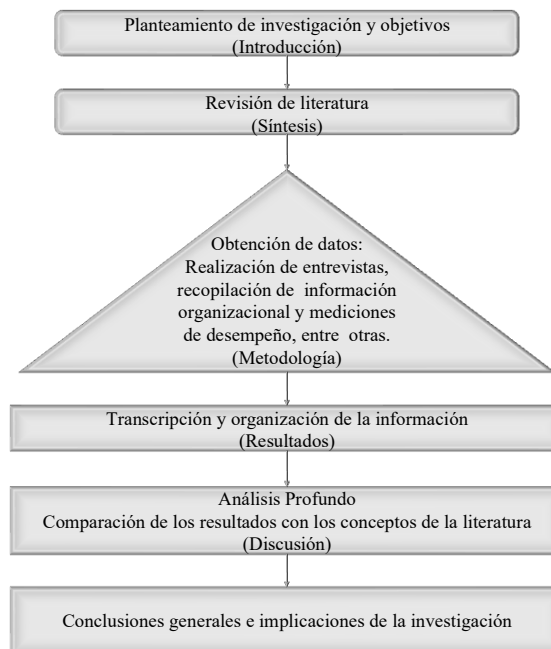 Planteamiento de investigación y objetivos
(Introducción)
Revisión de literatura
(Síntesis)
Obtención de datos:
Realización de entrevistas,
recopilación de información
organizacional y mediciones
de desempeño, entre otras.
(Metodología)
Transcripción y organización de la información
(Resultados)
Análisis Profundo
Comparación de los resultados con los conceptos de la literatura
(Discusión)
Conclusiones generales e implicaciones de la investigación